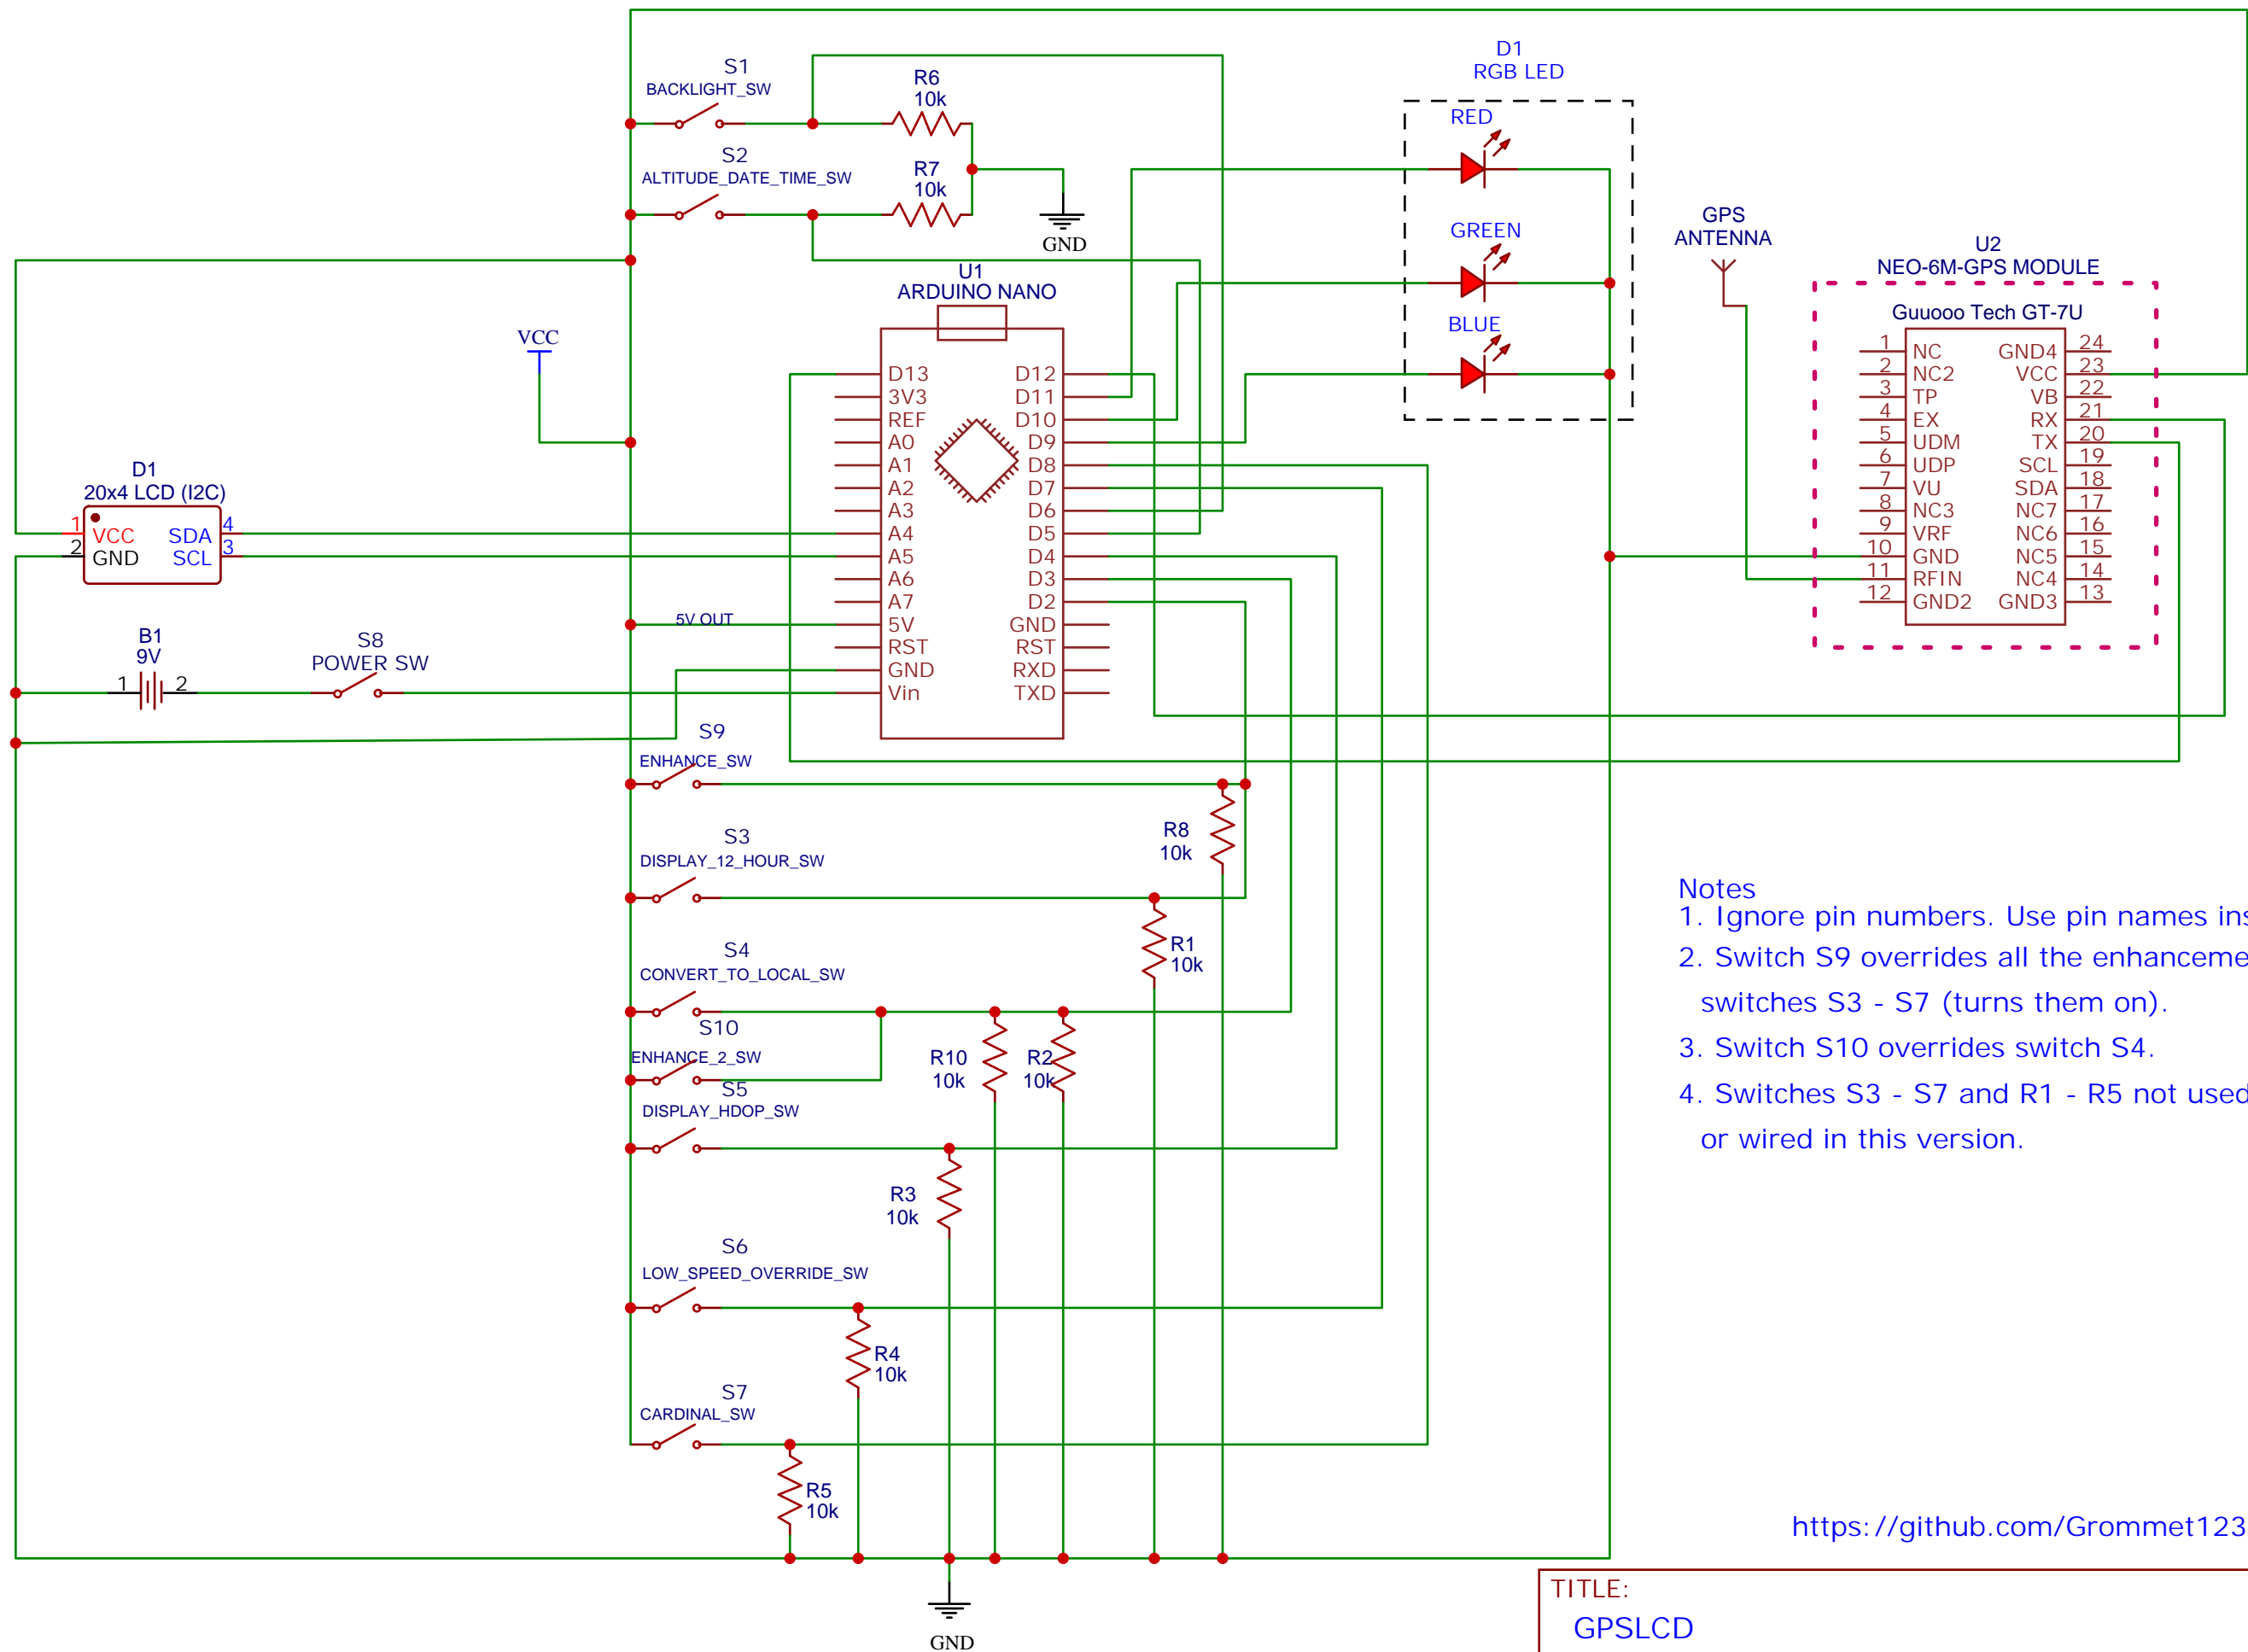 S1
BACKLIGHT_SW
R6
10k
S2
ALTITUDE_DATE_TIME_SW
R7
10k
GND
D1
RGB LED
RED
GREEN
BLUE
GPS
ANTENNA
U2
NEO-6M-GPS MODULE
Guuooo Tech GT-7U
1 NC GND4 24
2 NC2 VCC 23
3 TP VB 22
4 EX RX 21
5 UDM TX 20
6 UDP SCL 19
7 VU SDA 18
8 NC3 NC7 17
9 VRF NC6 16
10 GND NC5 15
11 RFIN NC4 14
12 GND2 GND3 13
U1
ARDUINO NANO
D13 D12
3V3 D11
REF D10
A0 D9
A1 D8
A2 D7
A3 D6
A4 D5
A5 D4
A6 D3
A7 D2
5V GND
RST RST
GND RXD
Vin TXD
VCC
D1
20x4 LCD (I2C)
1 VCC SDA 4
2 GND SCL 3
5V OUT
B1
9V
1 2
S8
POWER SW
S9
ENHANCE_SW
R8
10k
S3
DISPLAY_12_HOUR_SW
R1
10k
S4
CONVERT_TO_LOCAL_SW
S10
ENHANCE_2_SW
R10
10k
R2
10k
S5
DISPLAY_HDOP_SW
R3
10k
S6
LOW_SPEED_OVERRIDE_SW
R4
10k
S7
CARDINAL_SW
R5
10k
GND
Notes
1. Ignore pin numbers. Use pin names ins
2. Switch S9 overrides all the enhanceme
switches S3 - S7 (turns them on).
3. Switch S10 overrides switch S4.
4. Switches S3 - S7 and R1 - R5 not used
or wired in this version.
https://github.com/Grommet123
TITLE:
GPSLCD